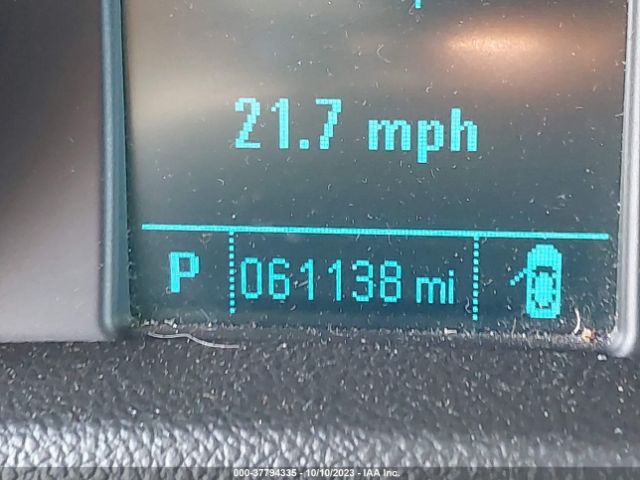 21.7 mph
P 061138 mi
000-37794335 - 10/10/2023 - IAA Inc.